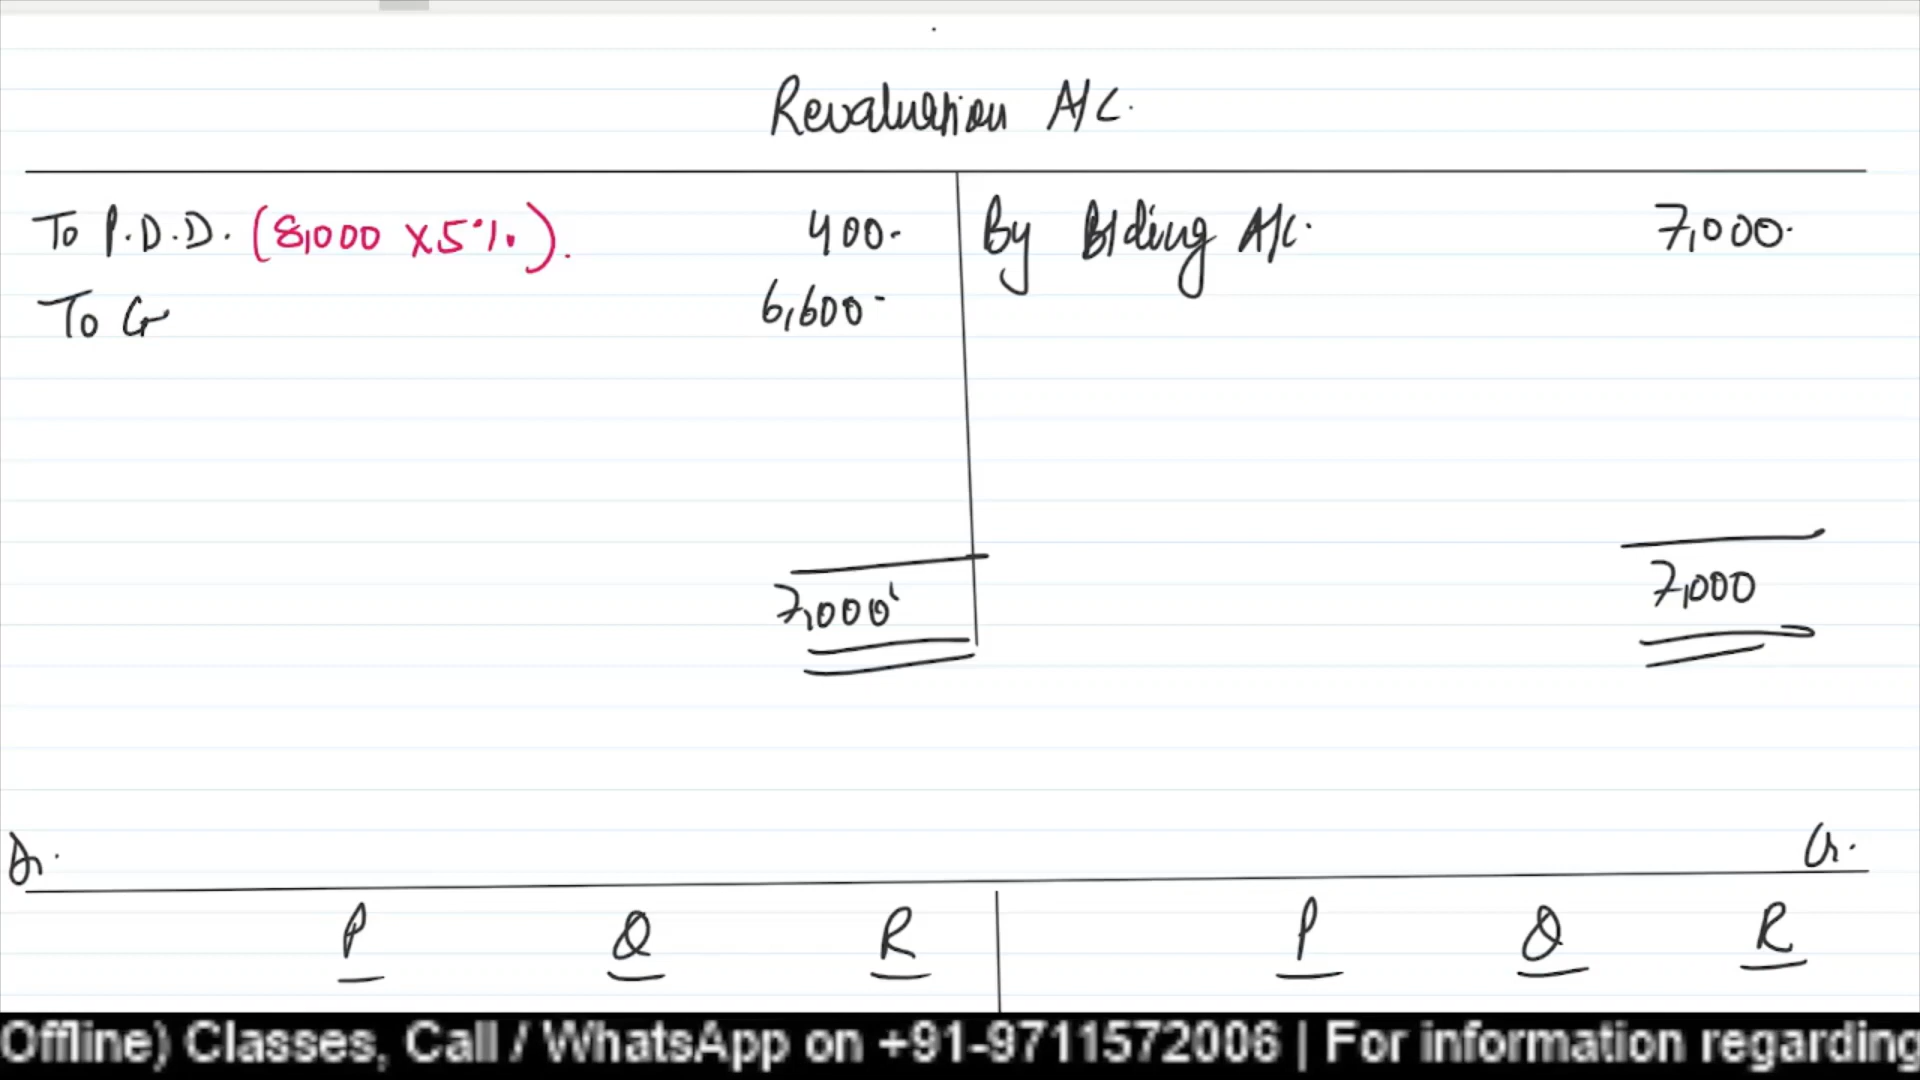 Revaluation A/C.
To P.D.D. (8,000 x 5%). 400. By Blding A/c. 7,000.
To G 6,600
7,000 7,000
Dr. Cr.
P Q R P Q R
Offline) Classes, Call / WhatsApp on +91-9711572006 | For information regarding